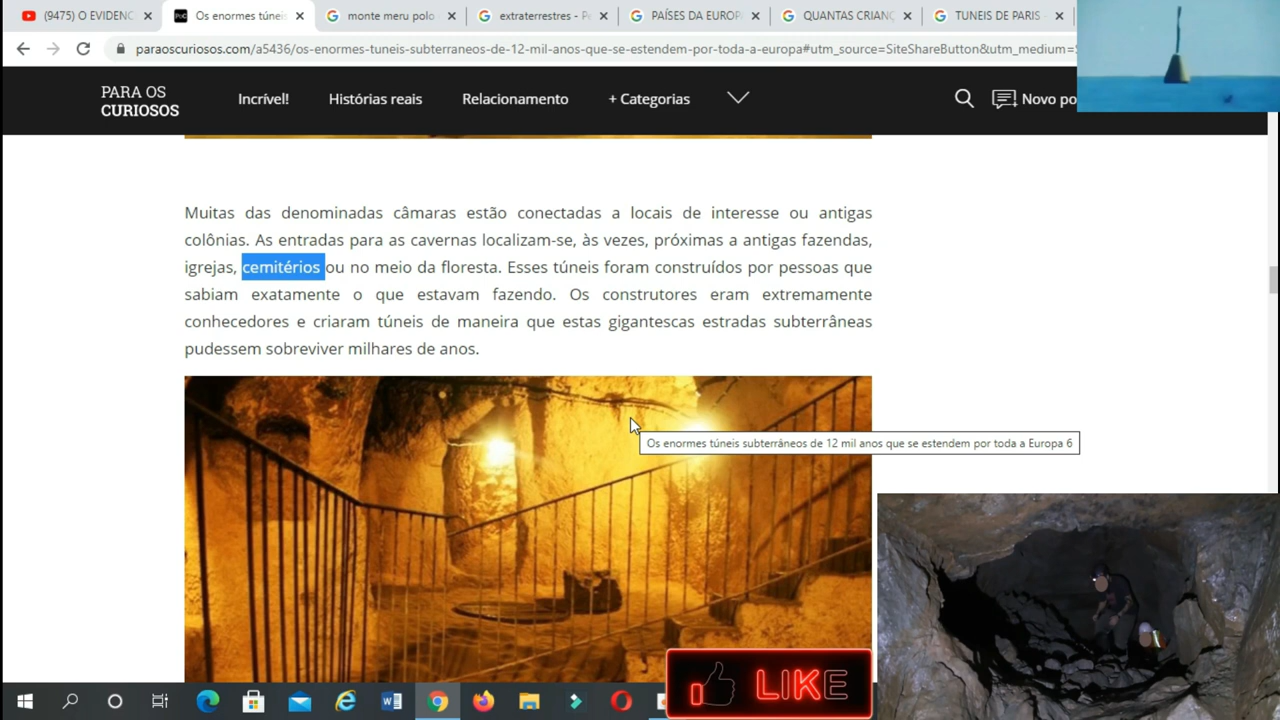 (9475) O EVIDENC
Os enormes túnei
monte meru polo
extraterrestres - Pe
PAÍSES DA EUROP
QUANTAS CRIANÇ
TUNEIS DE PARIS -
paraoscuriosos.com/a5436/os-enormes-tuneis-subterraneos-de-12-mil-anos-que-se-estendem-por-toda-a-europa#utm_source=SiteShareButton&utm_medium=
PARA OS
CURIOSOS
Incrível!
Histórias reais
Relacionamento
+ Categorias
Novo po
Muitas das denominadas câmaras estão conectadas a locais de interesse ou antigas
colônias. As entradas para as cavernas localizam-se, às vezes, próximas a antigas fazendas,
igrejas, cemitérios ou no meio da floresta. Esses túneis foram construídos por pessoas que
sabiam exatamente o que estavam fazendo. Os construtores eram extremamente
conhecedores e criaram túneis de maneira que estas gigantescas estradas subterrâneas
pudessem sobreviver milhares de anos.
Os enormes túneis subterrâneos de 12 mil anos que se estendem por toda a Europa 6
LIKE